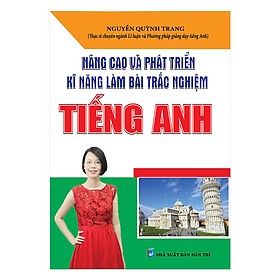 NGUYỄN QUỲNH TRANG
(Thạc sĩ chuyên ngành Lí luận và Phương pháp giảng dạy tiếng Anh)
NÂNG CAO VÀ PHÁT TRIỂN
KĨ NĂNG LÀM BÀI TRẮC NGHIỆM
TIẾNG ANH
NHÀ XUẤT BẢN DÂN TRÍ